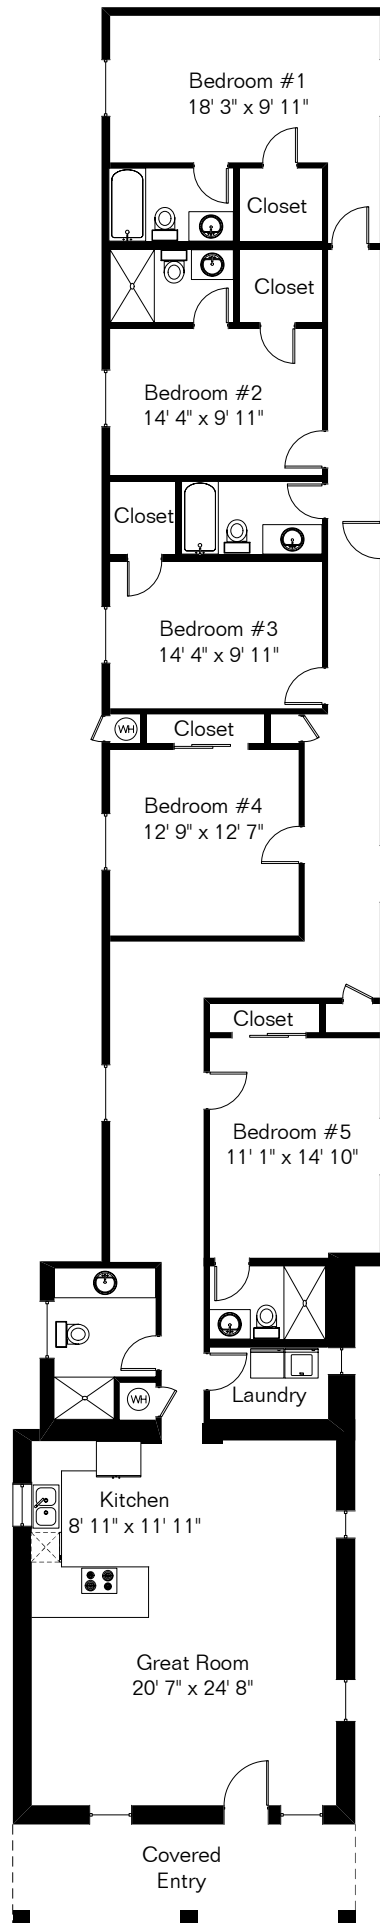 Bedroom #1
18' 3" x 9' 11"
Closet
Closet
Bedroom #2
14' 4" x 9' 11"
Closet
Bedroom #3
14' 4" x 9' 11"
WH
Closet
Bedroom #4
12' 9" x 12' 7"
Closet
Bedroom #5
11' 1" x 14' 10"
WH
Laundry
Kitchen
8' 11" x 11' 11"
Great Room
20' 7" x 24' 8"
Covered
Entry